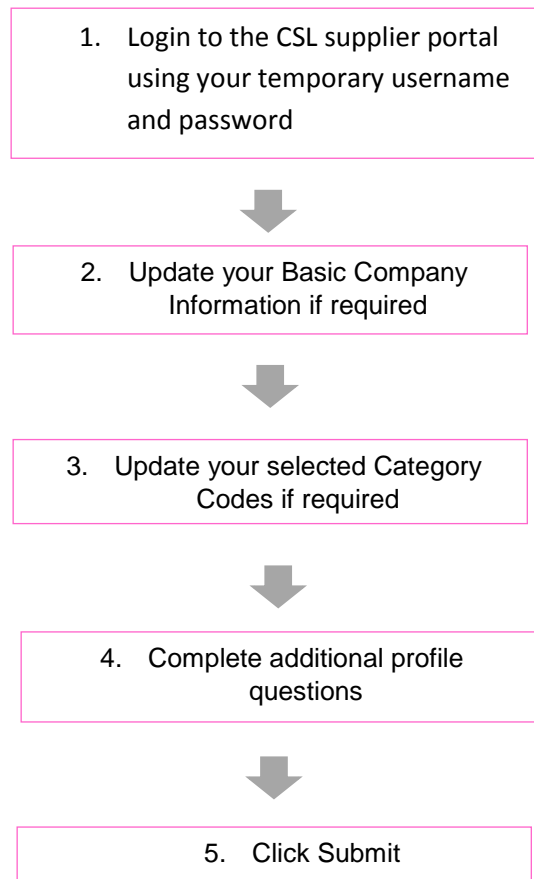 1. Login to the CSL supplier portal
using your temporary username
and password
2. Update your Basic Company
Information if required
3. Update your selected Category
Codes if required
4. Complete additional profile
questions
5. Click Submit